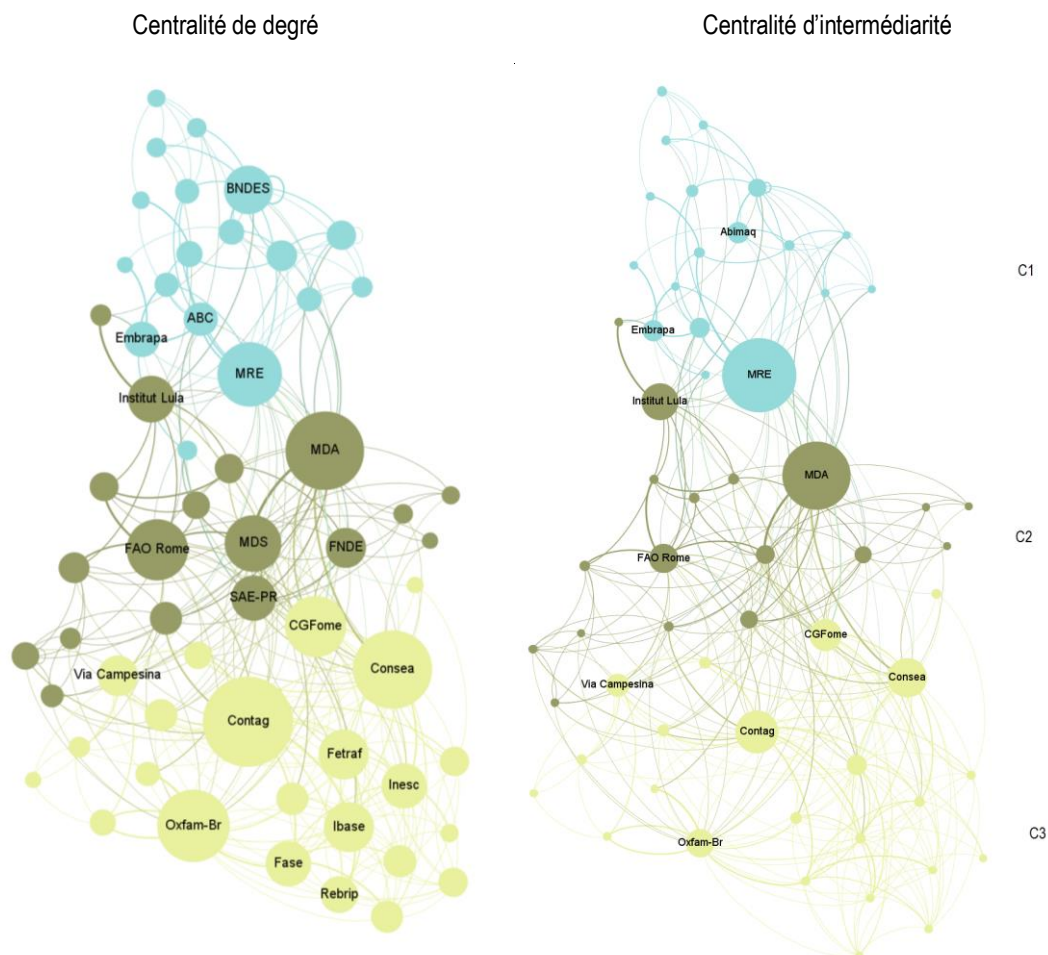 Centralité de degré
Centralité d'intermédiarité
BNDES
ABC
Embrapa
MRE
Institut Lula
MDA
FAO Rome
MDS
FNDE
SAE-PR
CGFome
Via Campesina
Consea
Contag
Fetraf
Inesc
Oxfam-Br
Ibase
Fase
Rebrip
Abimaq
Embrapa
MRE
Institut Lula
MDA
FAO Rome
CGFome
Via Campesina
Consea
Contag
Oxfam-Br
C1
C2
C3